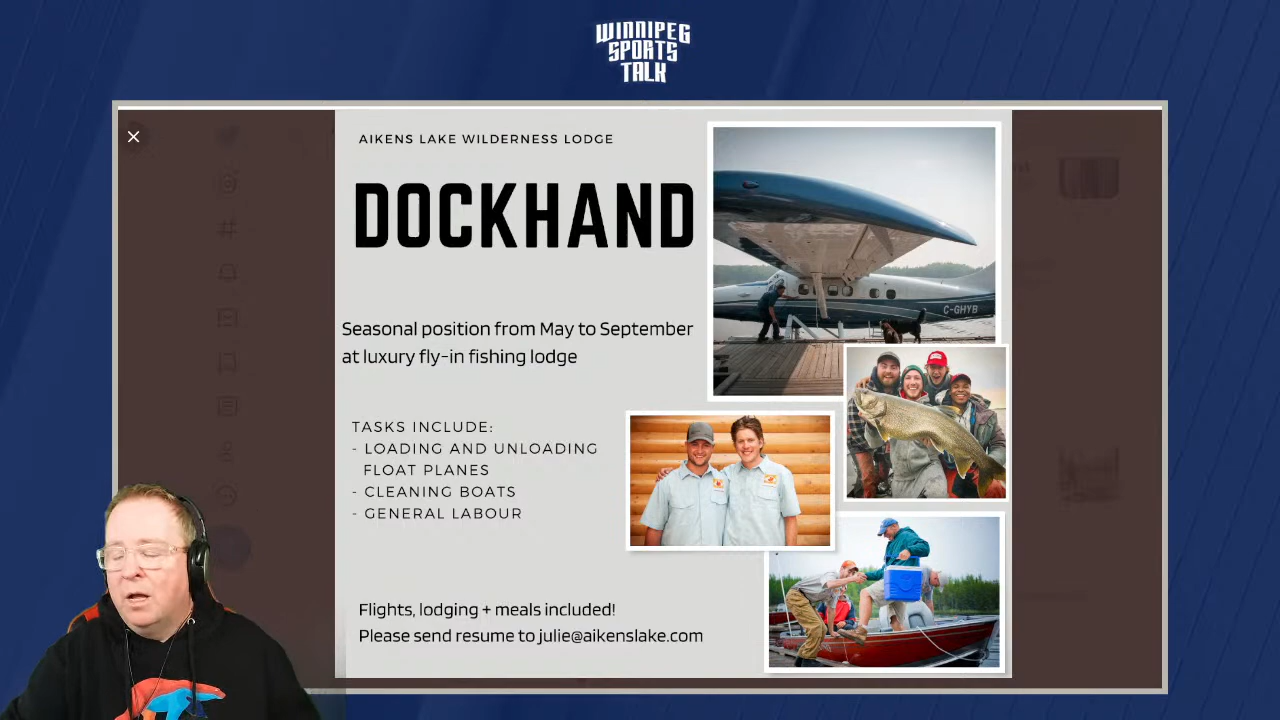 WINNIPEG
SPORTS
TALK
AIKENS LAKE WILDERNESS LODGE
DOCKHAND
C-GHYB
Seasonal position from May to September
at luxury fly-in fishing lodge
TASKS INCLUDE:
- LOADING AND UNLOADING
FLOAT PLANES
- CLEANING BOATS
- GENERAL LABOUR
Flights, lodging + meals included!
Please send resume to julie@aikenslake.com